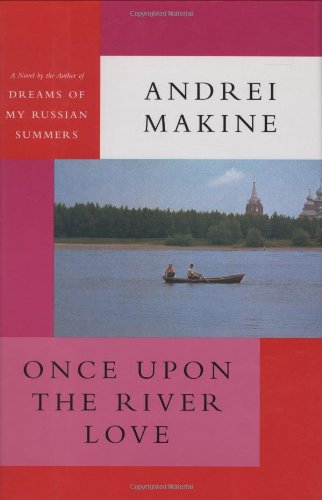 A Novel by the Author of
DREAMS OF
MY RUSSIAN
SUMMERS
ANDREI
MAKINE
ONCE UPON
THE RIVER
LOVE